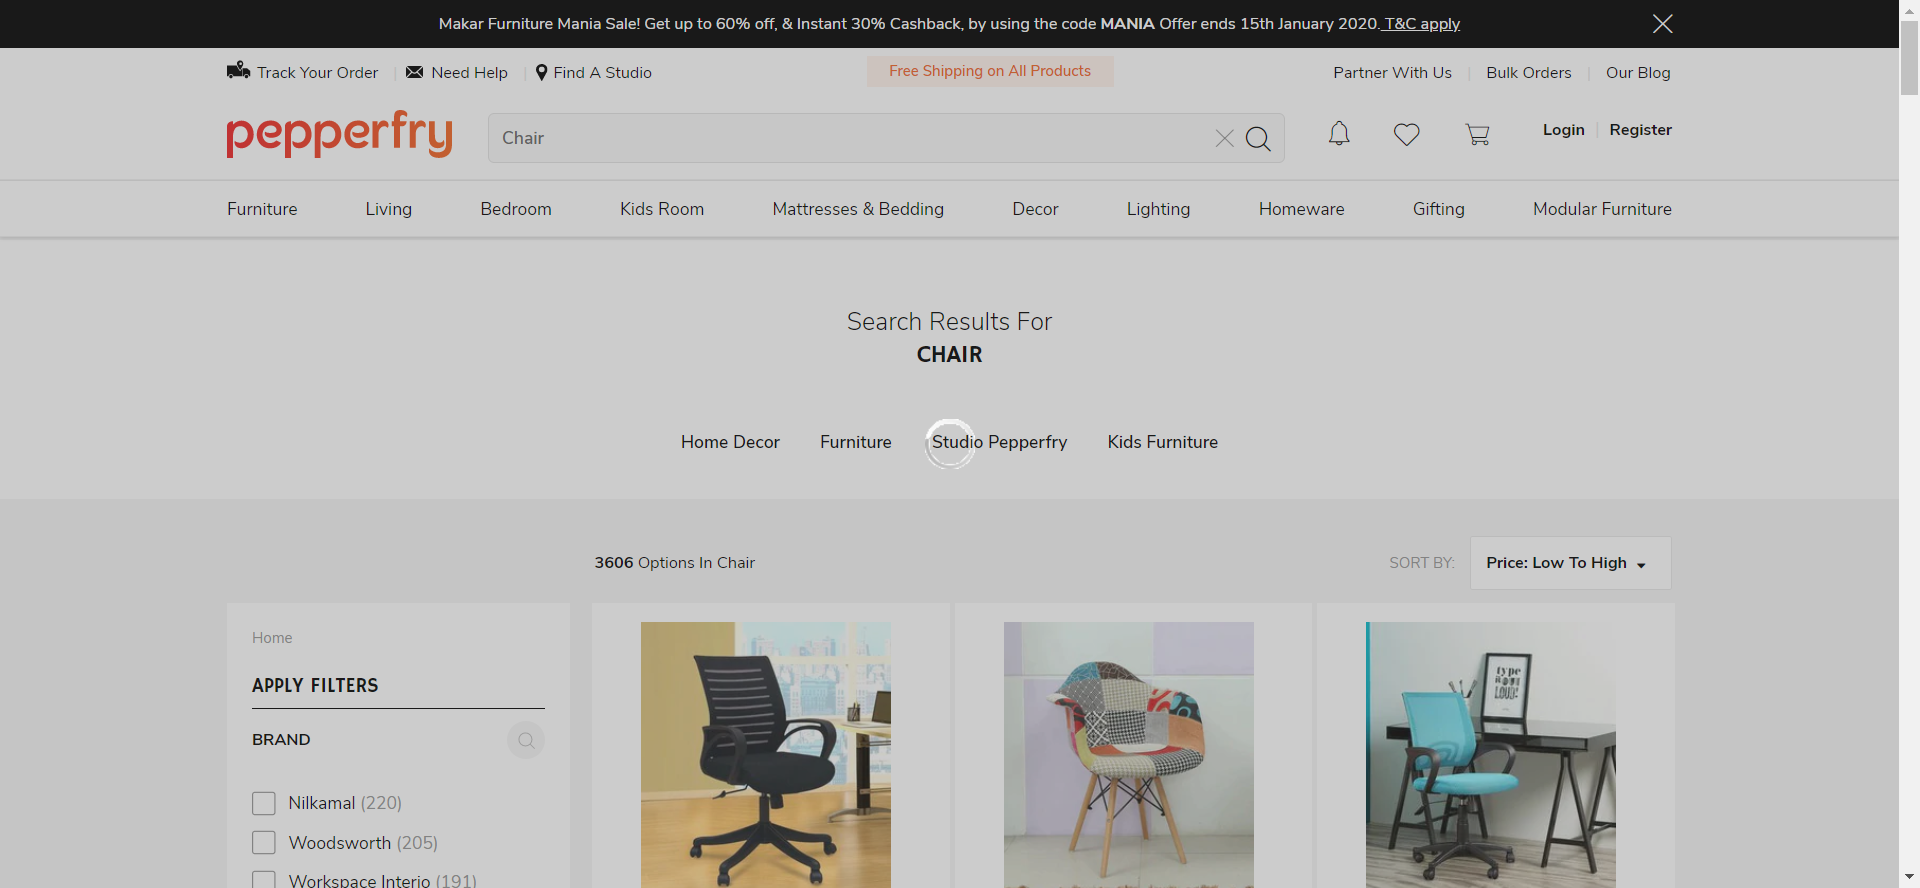 Makar Furniture Mania Sale! Get up to 60% off, & Instant 30% Cashback, by using the code MANIA Offer ends 15th January 2020. T&C apply
Track Your Order Need Help Find A Studio Free Shipping on All Products Partner With Us Bulk Orders Our Blog
pepperfry Chair Login Register
Furniture Living Bedroom Kids Room Mattresses & Bedding Decor Lighting Homeware Gifting Modular Furniture
Search Results For
CHAIR
Home Decor Furniture Studio Pepperfry Kids Furniture
3606 Options In Chair SORT BY: Price: Low To High
Home
APPLY FILTERS
BRAND
Nilkamal (220)
Woodsworth (205)
Workspace Interio (191)
type
LOUD!